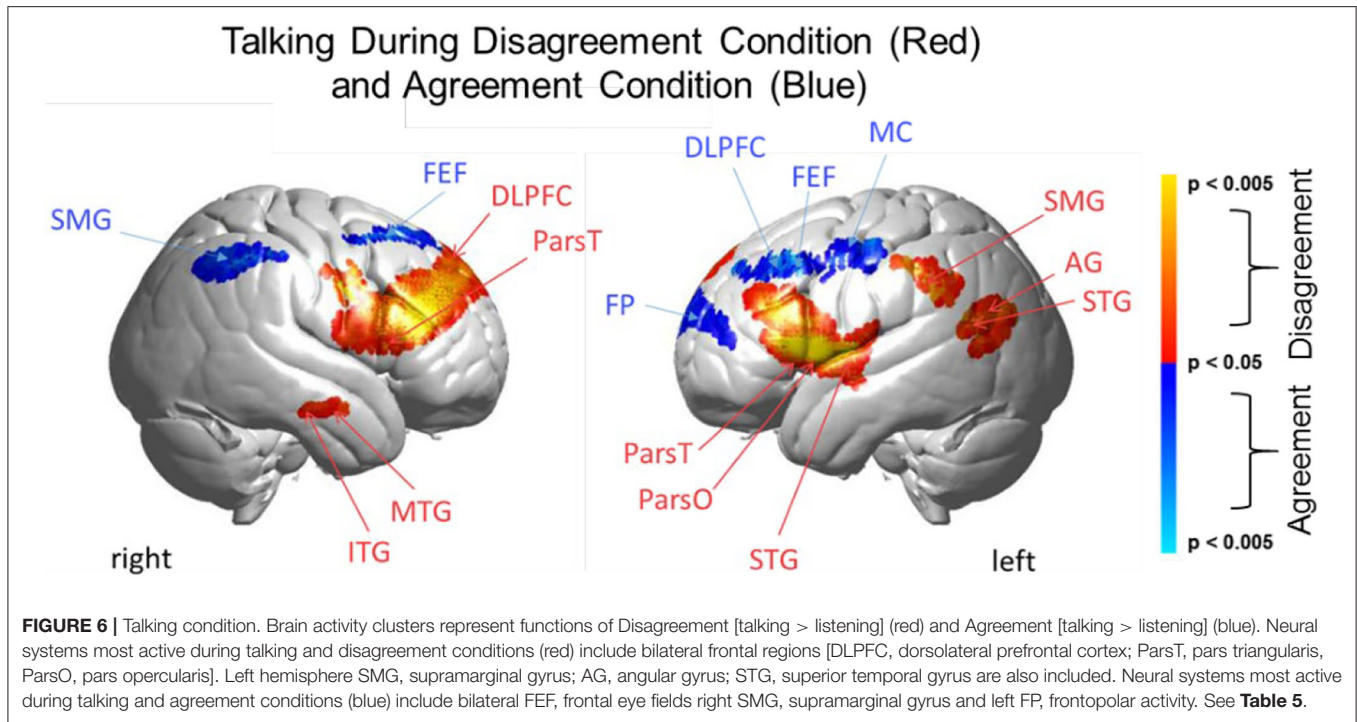 Talking During Disagreement Condition (Red)
and Agreement Condition (Blue)
SMG
FEF
DLPFC
ParsT
MTG
ITG
right
DLPFC
FEF
MC
SMG
AG
STG
FP
ParsT
ParsO
STG
left
p < 0.005
p < 0.05
p < 0.005
Disagreement
Agreement
FIGURE 6 | Talking condition. Brain activity clusters represent functions of Disagreement [talking > listening] (red) and Agreement [talking > listening] (blue). Neural
systems most active during talking and disagreement conditions (red) include bilateral frontal regions [DLPFC, dorsolateral prefrontal cortex; ParsT, pars triangularis,
ParsO, pars opercularis]. Left hemisphere SMG, supramarginal gyrus; AG, angular gyrus; STG, superior temporal gyrus are also included. Neural systems most active
during talking and agreement conditions (blue) include bilateral FEF, frontal eye fields right SMG, supramarginal gyrus and left FP, frontopolar activity. See Table 5.